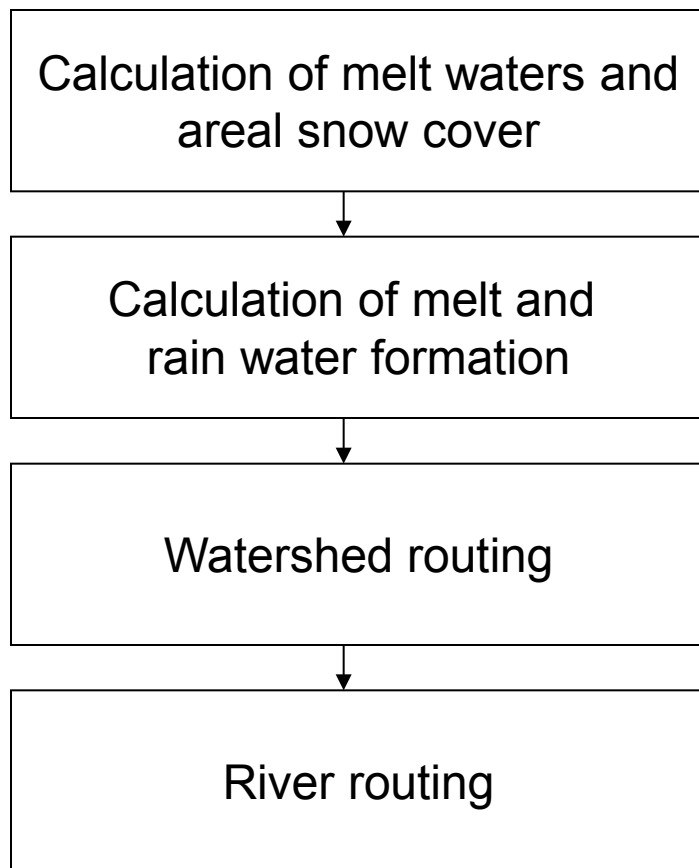 Calculation of melt waters and
areal snow cover
Calculation of melt and
rain water formation
Watershed routing
River routing